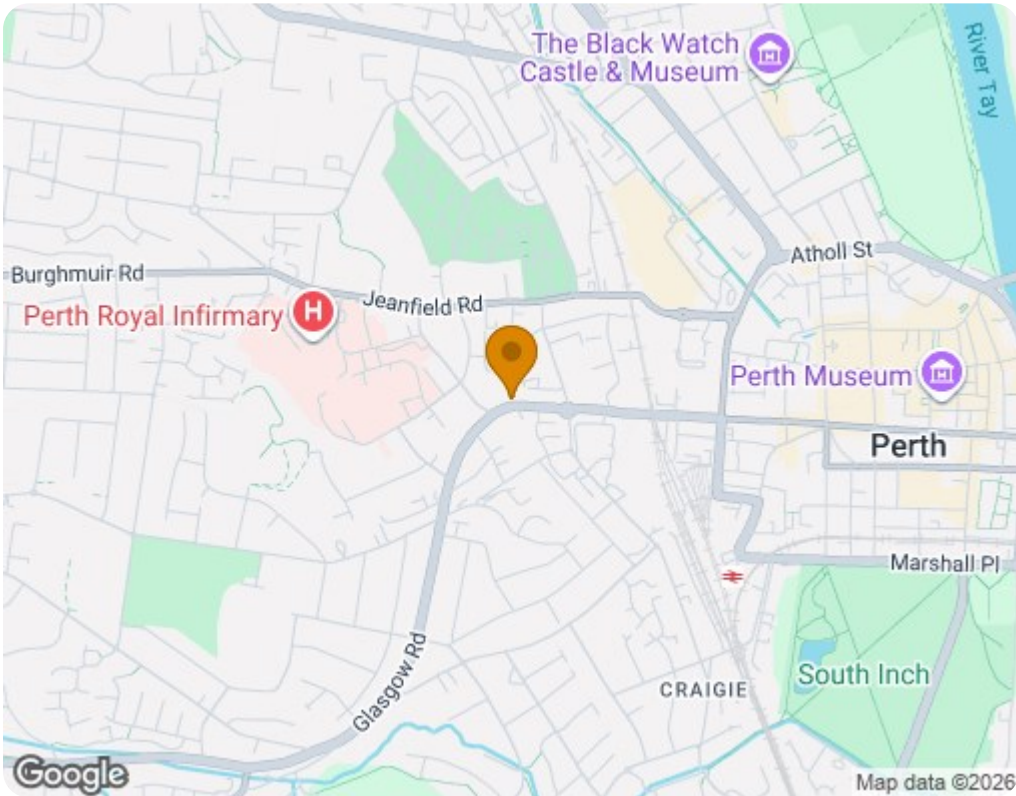 The Black Watch
Castle & Museum
River Tay
Atholl St
Burghmuir Rd
Jeanfield Rd
Perth Royal Infirmary
H
Perth Museum
Perth
Marshall Pl
South Inch
CRAIGIE
Glasgow Rd
Google
Map data ©2026